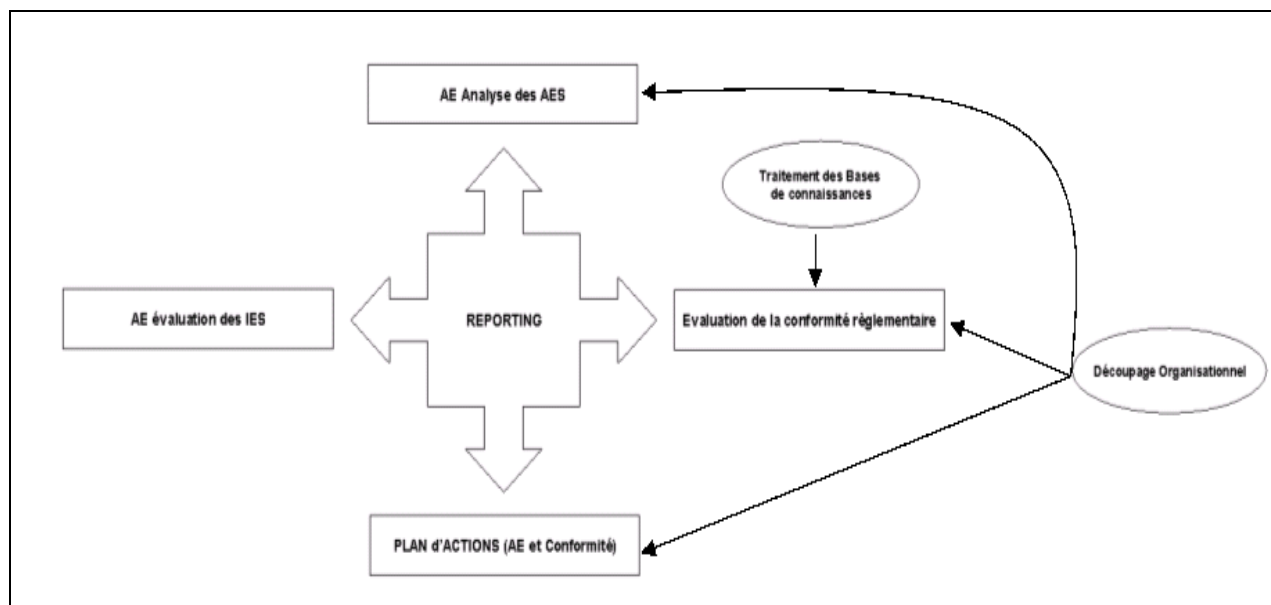 AE Analyse des AES
Traitement des Bases
de connaissances
AE évaluation des IES
REPORTING
Evaluation de la conformité règlementaire
Découpage Organisationnel
PLAN d'ACTIONS (AE et Conformité)